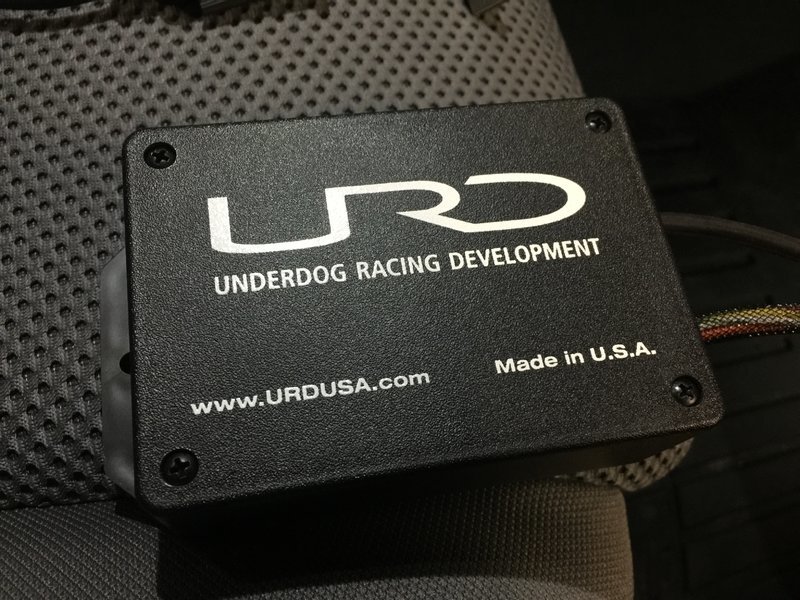 URD
UNDERDOG RACING DEVELOPMENT
www.URDUSA.com
Made in U.S.A.